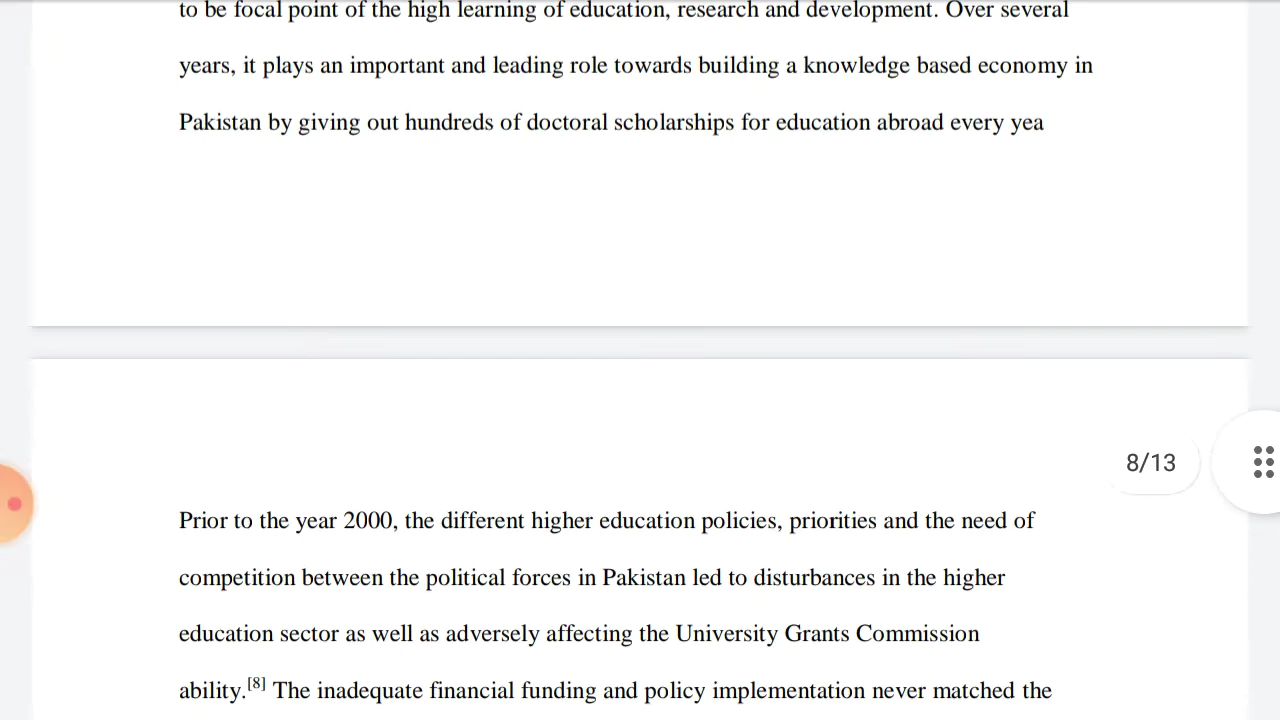 to be focal point of the high learning of education, research and development. Over several
years, it plays an important and leading role towards building a knowledge based economy in
Pakistan by giving out hundreds of doctoral scholarships for education abroad every yea
8/13
Prior to the year 2000, the different higher education policies, priorities and the need of
competition between the political forces in Pakistan led to disturbances in the higher
education sector as well as adversely affecting the University Grants Commission
ability.[8] The inadequate financial funding and policy implementation never matched the